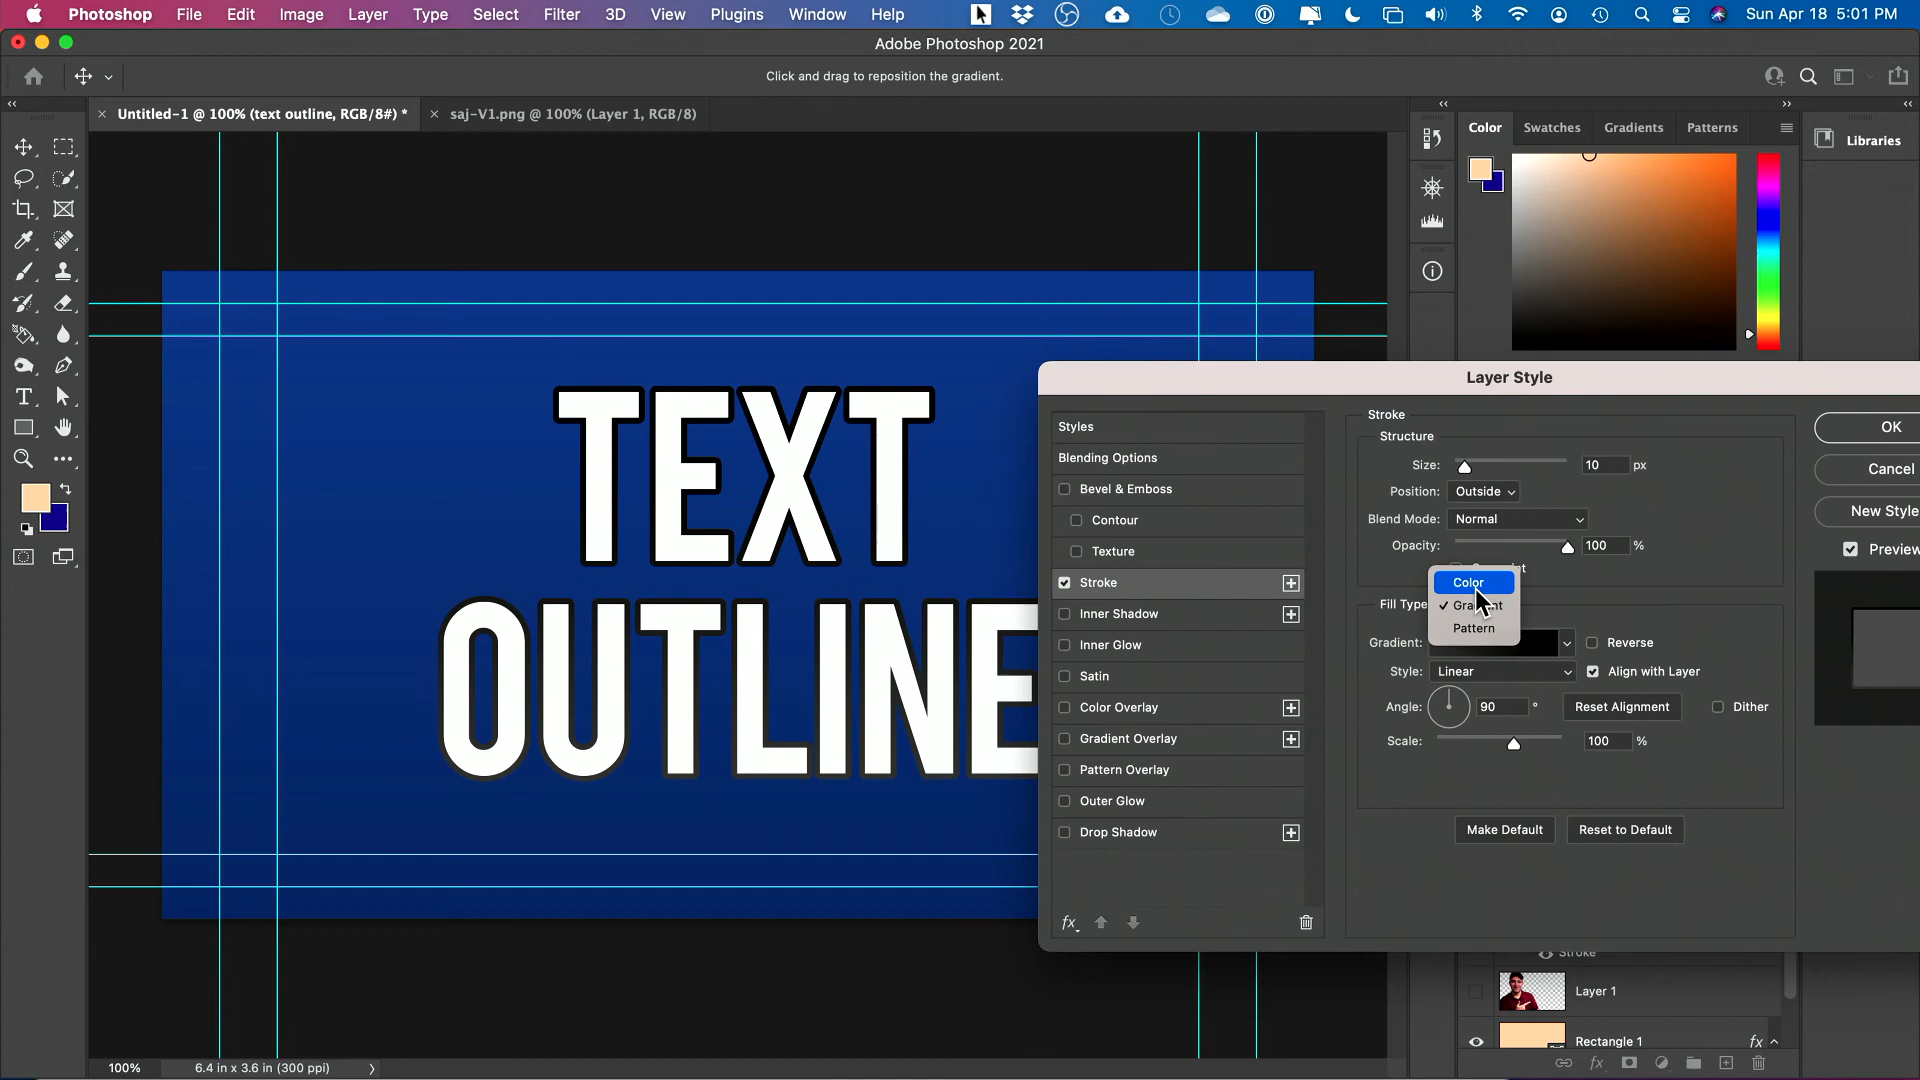 Photoshop File Edit Image Layer Type Select Filter 3D View Plugins Window Help Sun Apr 18 5:01 PM
Adobe Photoshop 2021
Click and drag to reposition the gradient.
Untitled-1 @ 100% (text outline, RGB/8#) *
saj-V1.png @ 100% (Layer 1, RGB/8)
Color Swatches Gradients Patterns
Libraries
TEXT
OUTLINE
Layer Style
Styles
Blending Options
Bevel & Emboss
Contour
Texture
Stroke
Inner Shadow
Inner Glow
Satin
Color Overlay
Gradient Overlay
Pattern Overlay
Outer Glow
Drop Shadow
fx
Stroke
Structure
Size: 10 px
Position: Outside
Blend Mode: Normal
Opacity: 100 %
Fill Type
Color
Pattern
Gradient: Reverse
Style: Linear Align with Layer
Angle: 90 ° Reset Alignment Dither
Scale: 100 %
Make Default Reset to Default
OK
Cancel
New Style
Preview
Stroke
Layer 1
Rectangle 1 fx
fx
100% 6.4 in x 3.6 in (300 ppi)